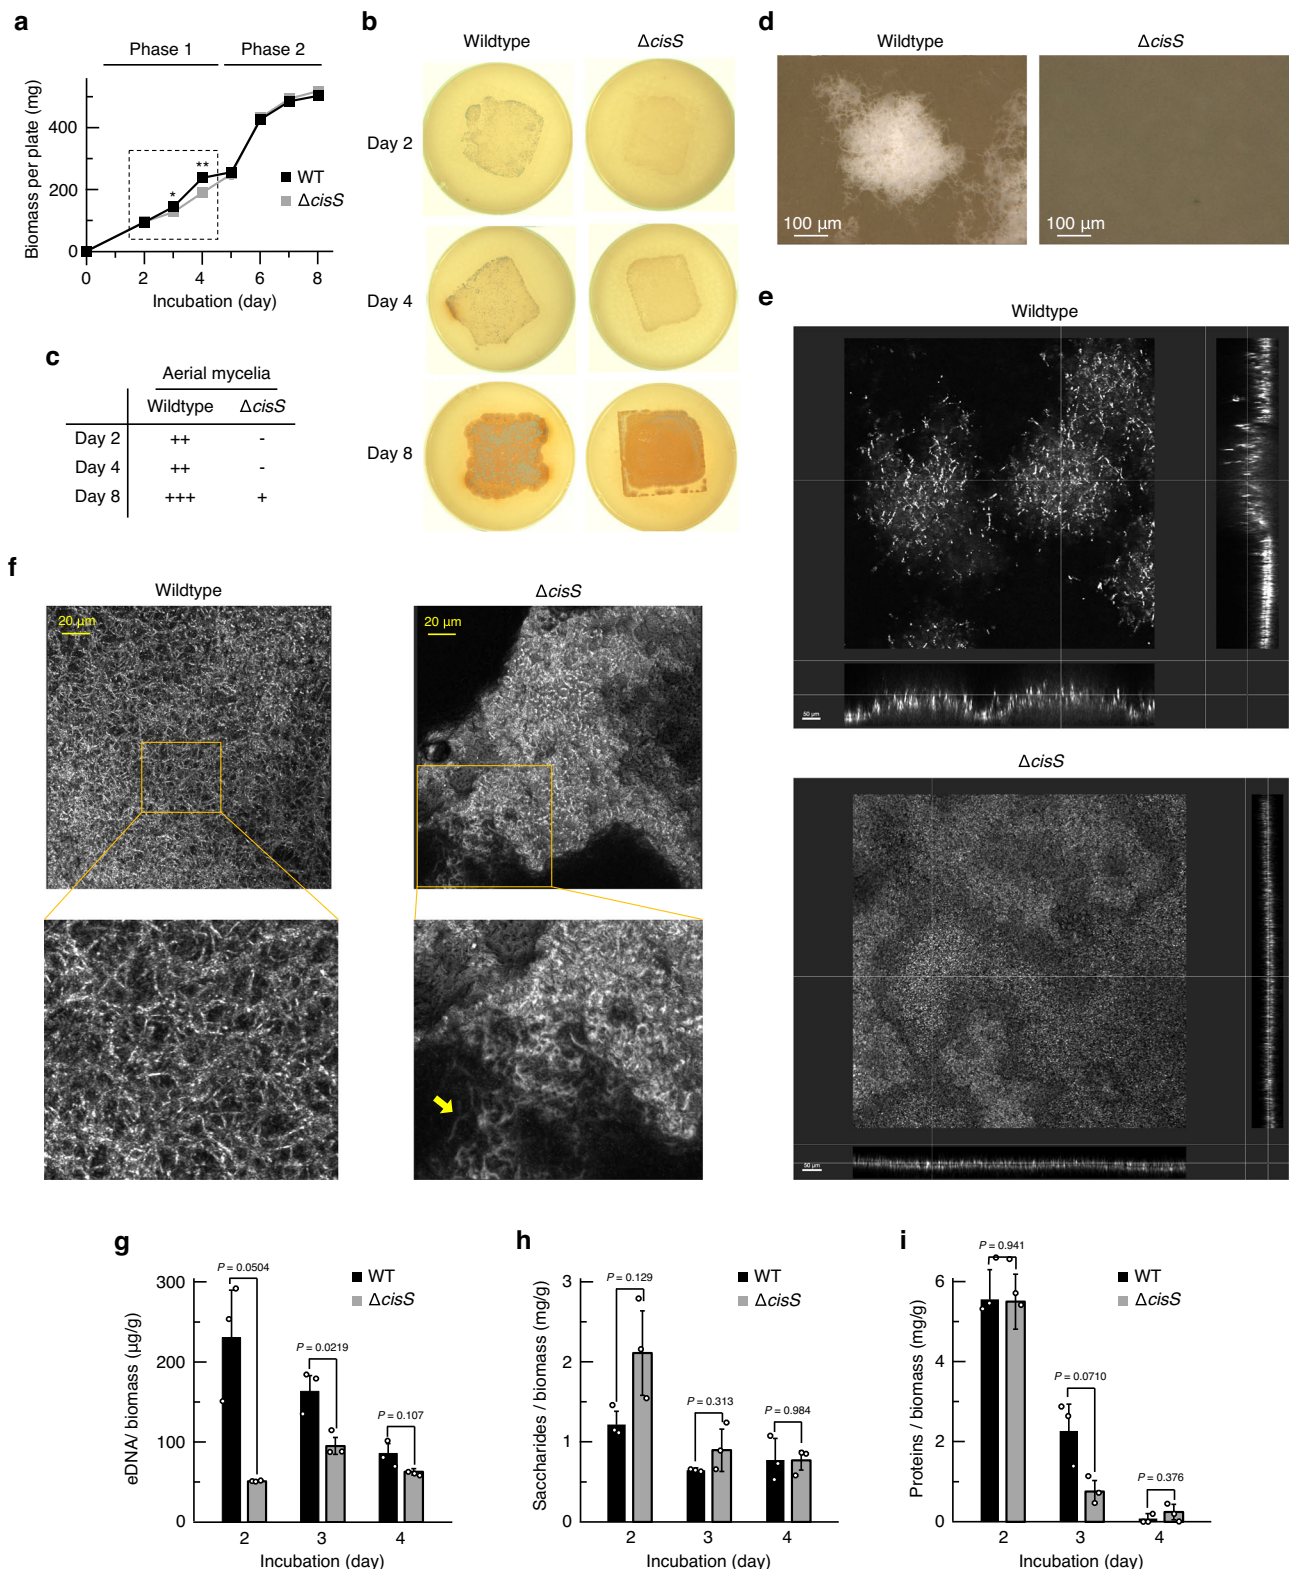 a
Phase 1 Phase 2
Biomass per plate (mg)
400
200
0
* **
WT
ΔcisS
0 2 4 6 8
Incubation (day)
b
Wildtype ΔcisS
Day 2
Day 4
Day 8
c
Aerial mycelia
Wildtype ΔcisS
Day 2 ++ -
Day 4 ++ -
Day 8 +++ +
d
Wildtype ΔcisS
100 μm 100 μm
e
Wildtype
50 μm
ΔcisS
50 μm
f
Wildtype ΔcisS
20 μm 20 μm
g
eDNA/ biomass (μg/g)
300
200
100
0
P = 0.0504
P = 0.0219
P = 0.107
WT
ΔcisS
2 3 4
Incubation (day)
h
Saccharides / biomass (mg/g)
3
2
1
0
P = 0.129
P = 0.313
P = 0.984
WT
ΔcisS
2 3 4
Incubation (day)
i
Proteins / biomass (mg/g)
6
4
2
0
P = 0.941
P = 0.0710
P = 0.376
WT
ΔcisS
2 3 4
Incubation (day)